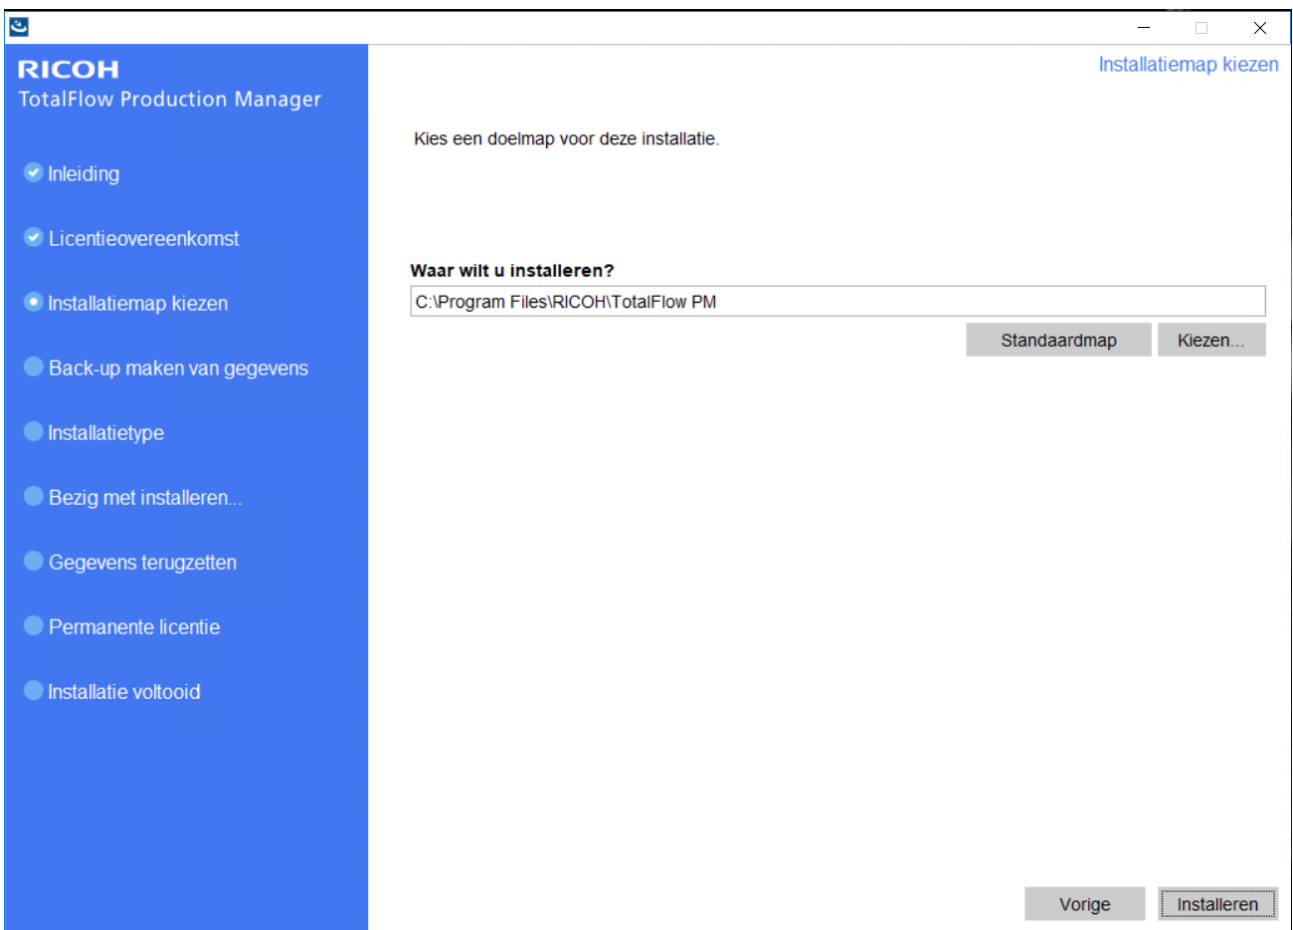 RICOH
TotalFlow Production Manager
Inleiding
Licentieovereenkomst
Installatiemap kiezen
Back-up maken van gegevens
Installatietype
Bezig met installeren...
Gegevens terugzetten
Permanente licentie
Installatie voltooid
Installatiemap kiezen
Kies een doelmap voor deze installatie.
Waar wilt u installeren?
C:\Program Files\RICOH\TotalFlow PM
Standaardmap
Kiezen...
Vorige
Installeren